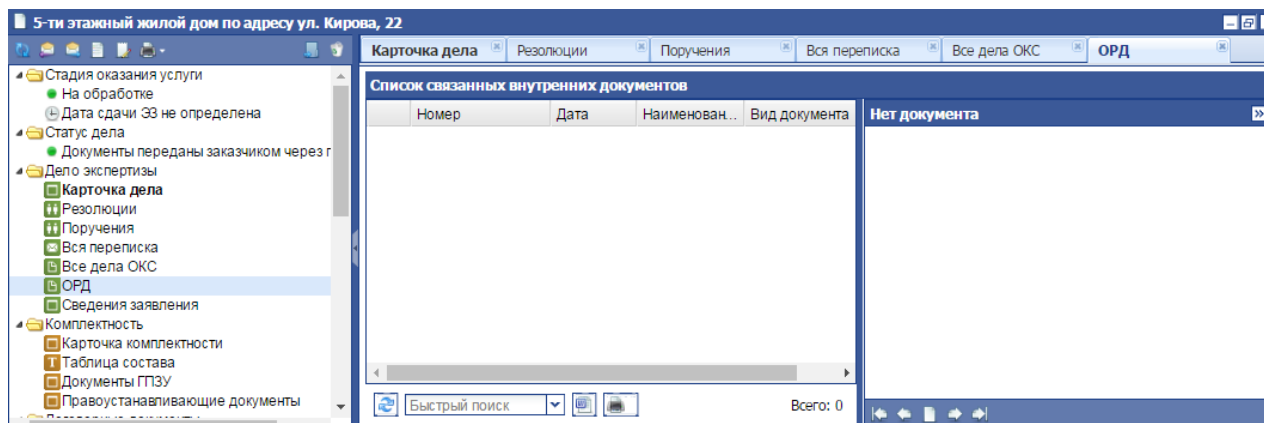 5-ти этажный жилой дом по адресу ул. Кирова, 22
Карточка дела Резолюции Поручения Вся переписка Все дела ОКС ОРД
Стадия оказания услуги
На обработке
Дата сдачи ЭЗ не определена
Статус дела
Документы переданы заказчиком через г
Дело экспертизы
Карточка дела
Резолюции
Поручения
Вся переписка
Все дела ОКС
ОРД
Сведения заявления
Комплектность
Карточка комплектности
Таблица состава
Документы ГПЗУ
Правоустанавливающие документы
Список связанных внутренних документов
Номер Дата Наименован... Вид документа
Нет документа
Быстрый поиск
Всего: 0